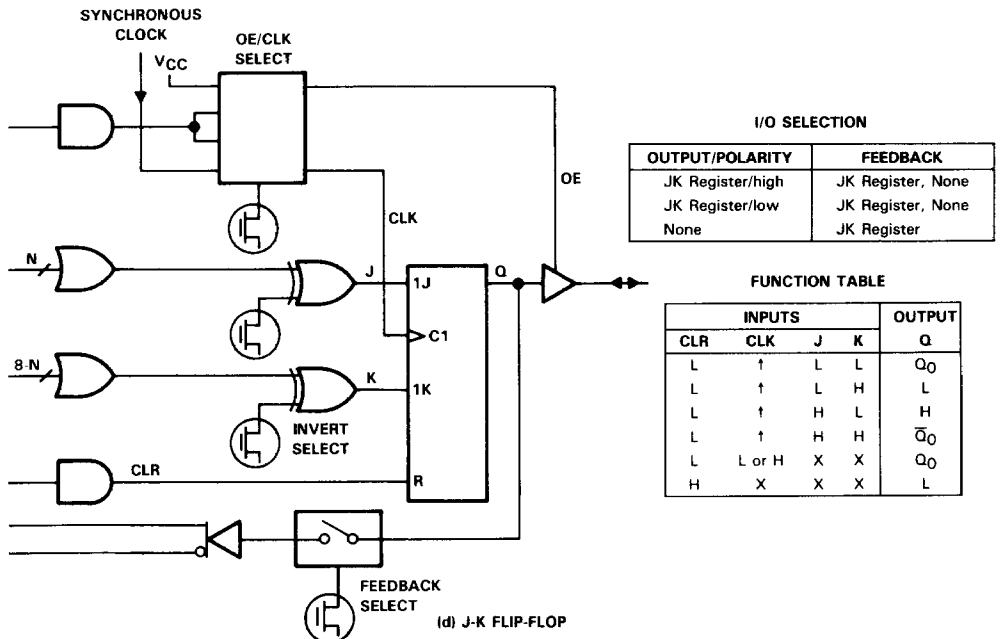 SYNCHRONOUS
CLOCK
OE/CLK
SELECT
VCC
OE
CLK
N
J
1J
Q
C1
8-N
K
1K
INVERT
SELECT
CLR
R
FEEDBACK
SELECT
(d) J-K FLIP-FLOP
I/O SELECTION
OUTPUT/POLARITY FEEDBACK
JK Register/high JK Register, None
JK Register/low JK Register, None
None JK Register
FUNCTION TABLE
INPUTS OUTPUT
CLR CLK J K Q
L ↑ L L Q0
L ↑ L H L
L ↑ H L H
L ↑ H H Q̅0
L L or H X X Q0
H X X X L